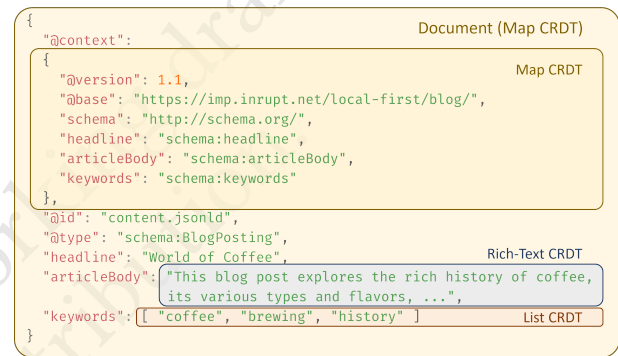 {
Document (Map CRDT)
"@context":
{
Map CRDT
"@version": 1.1,
"@base": "https://imp.inrupt.net/local-first/blog/",
"schema": "http://schema.org/",
"headline": "schema:headline",
"articleBody": "schema:articleBody",
"keywords": "schema:keywords"
},
"@id": "content.jsonld",
"@type": "schema:BlogPosting",
"headline": "World of Coffee",
Rich-Text CRDT
"articleBody": "This blog post explores the rich history of coffee,
its various types and flavors, ...",
"keywords": [ "coffee", "brewing", "history" ]
List CRDT
}